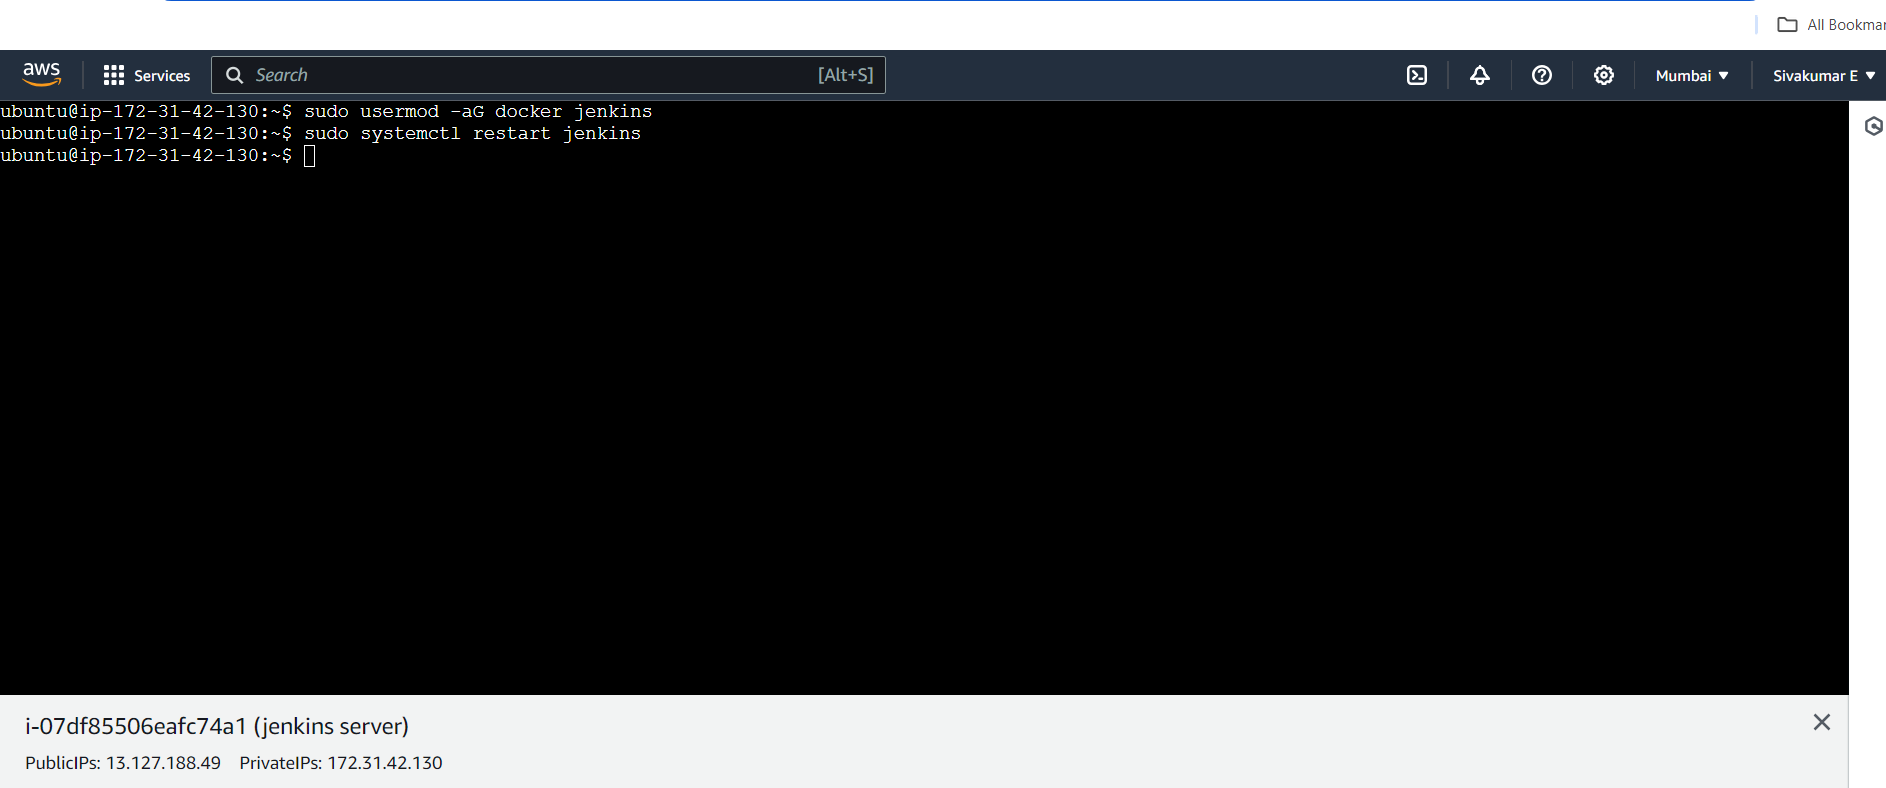 All Bookmar
aws Services Search [Alt+S] Mumbai ▼ Sivakumar E ▼
ubuntu@ip-172-31-42-130:~$ sudo usermod -aG docker jenkins
ubuntu@ip-172-31-42-130:~$ sudo systemctl restart jenkins
ubuntu@ip-172-31-42-130:~$
i-07df85506eafc74a1 (jenkins server)
PublicIPs: 13.127.188.49 PrivateIPs: 172.31.42.130